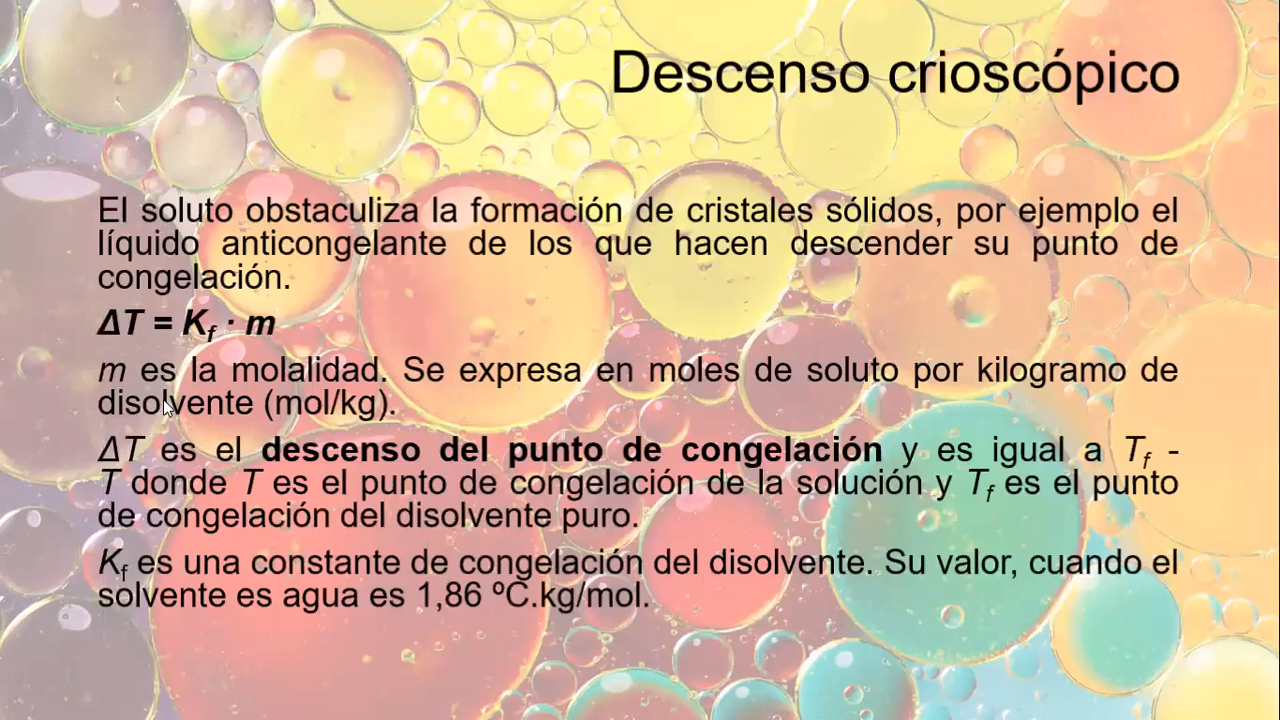 Descenso crioscópico
El soluto obstaculiza la formación de cristales sólidos, por ejemplo el
líquido anticongelante de los que hacen descender su punto de
congelación.
ΔT = Kf · m
m es la molalidad. Se expresa en moles de soluto por kilogramo de
disolvente (mol/kg).
ΔT es el descenso del punto de congelación y es igual a Tf -
T donde T es el punto de congelación de la solución y Tf es el punto
de congelación del disolvente puro.
Kf es una constante de congelación del disolvente. Su valor, cuando el
solvente es agua es 1,86 ºC.kg/mol.